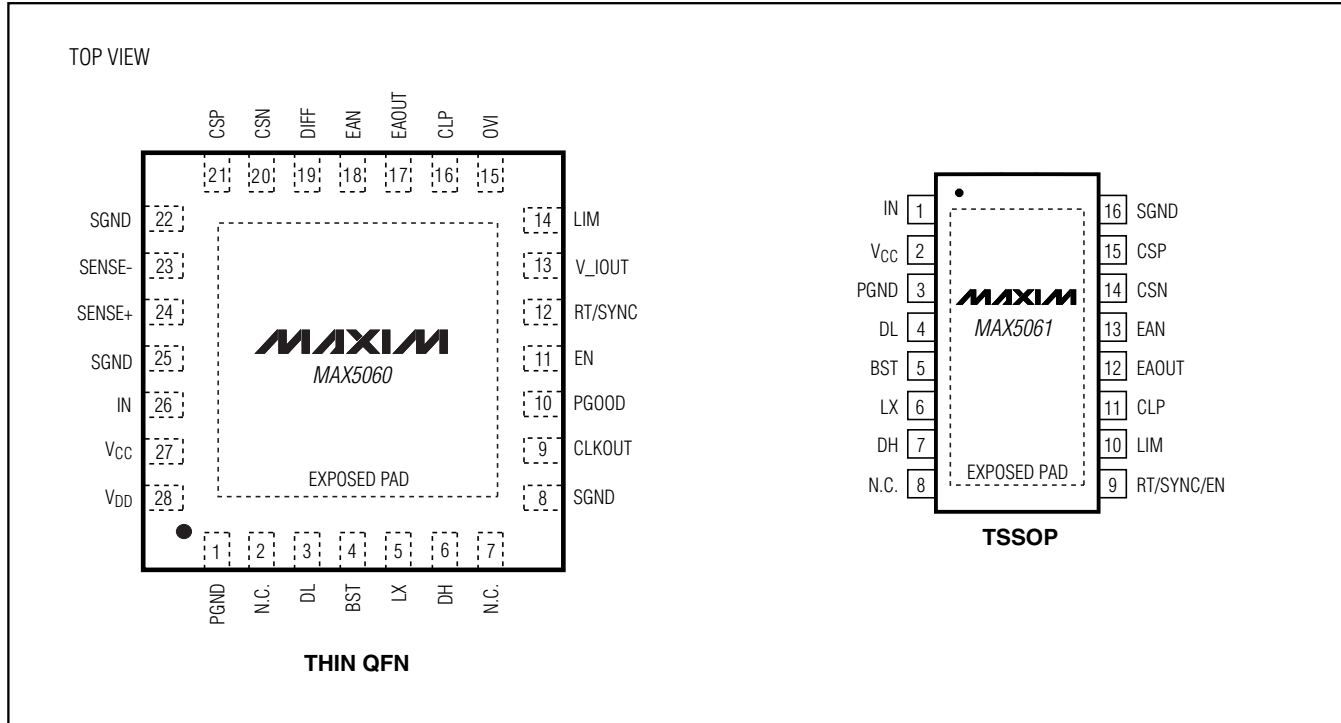 TOP VIEW
CSP CSN DIFF EAN EAOUT CLP OVI
21 20 19 18 17 16 15
SGND 22
SENSE- 23
SENSE+ 24
SGND 25
IN 26
VCC 27
VDD 28
14 LIM
13 V_IOUT
12 RT/SYNC
11 EN
10 PGOOD
9 CLKOUT
8 SGND
MAXIM
MAX5060
EXPOSED PAD
1 2 3 4 5 6 7
PGND N.C. DL BST LX DH N.C.
THIN QFN
IN 1
VCC 2
PGND 3
DL 4
BST 5
LX 6
DH 7
N.C. 8
16 SGND
15 CSP
14 CSN
13 EAN
12 EAOUT
11 CLP
10 LIM
9 RT/SYNC/EN
MAXIM
MAX5061
EXPOSED PAD
TSSOP